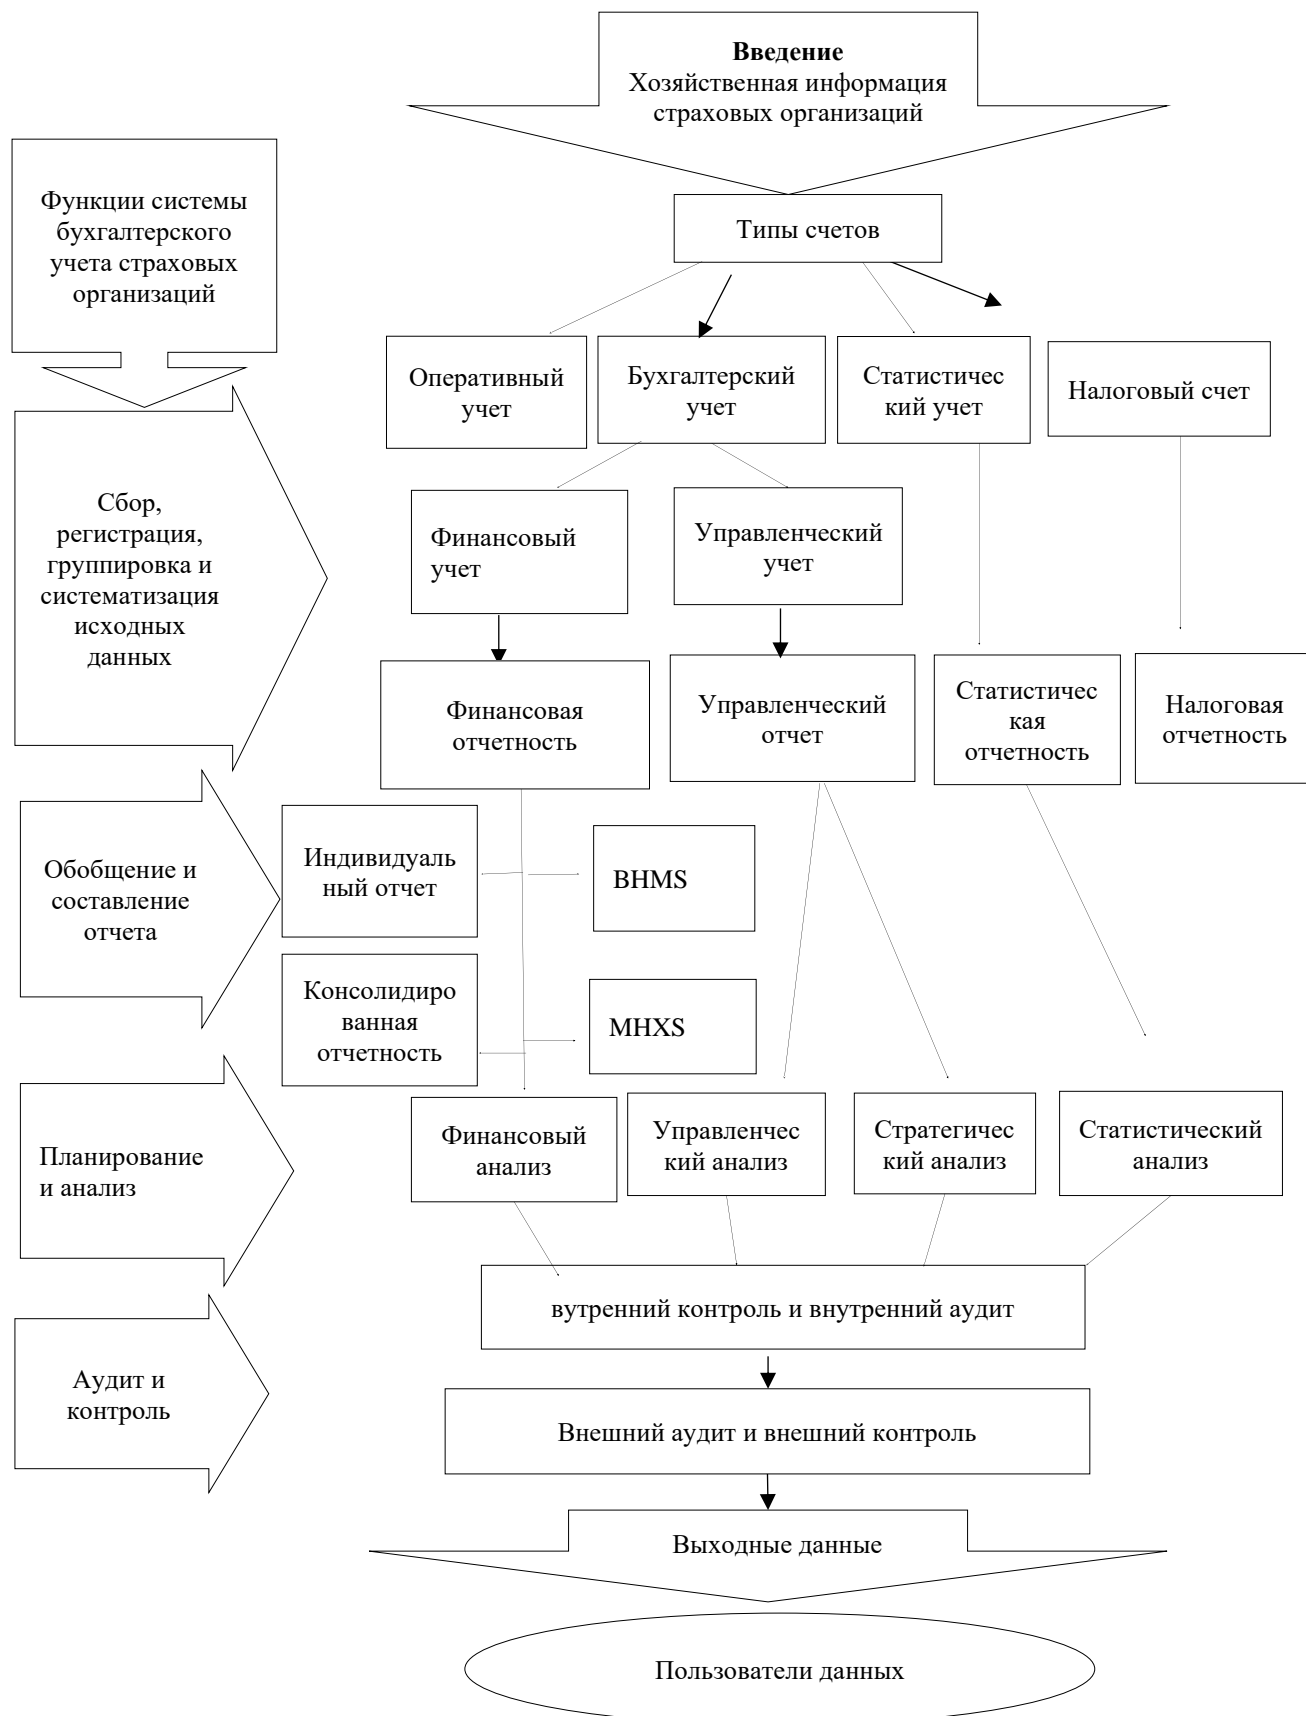 Введение
Хозяйственная информация
страховых организаций
Функции системы
бухгалтерского
учета страховых
организаций
Типы счетов
Оперативный
учет
Бухгалтерский
учет
Статистичес
кий учет
Налоговый счет
Сбор,
регистрация,
группировка и
систематизация
исходных
данных
Финансовый
учет
Управленческий
учет
Финансовая
отчетность
Управленческий
отчет
Статистичес
кая
отчетность
Налоговая
отчетность
Обобщение и
составление
отчета
Индивидуаль
ный отчет
BHMS
Консолидиро
ванная
отчетность
MHXS
Планирование
и анализ
Финансовый
анализ
Управленчес
кий анализ
Стратегичес
кий анализ
Статистический
анализ
вутренний контроль и внутренний аудит
Аудит и
контроль
Внешний аудит и внешний контроль
Выходные данные
Пользователи данных